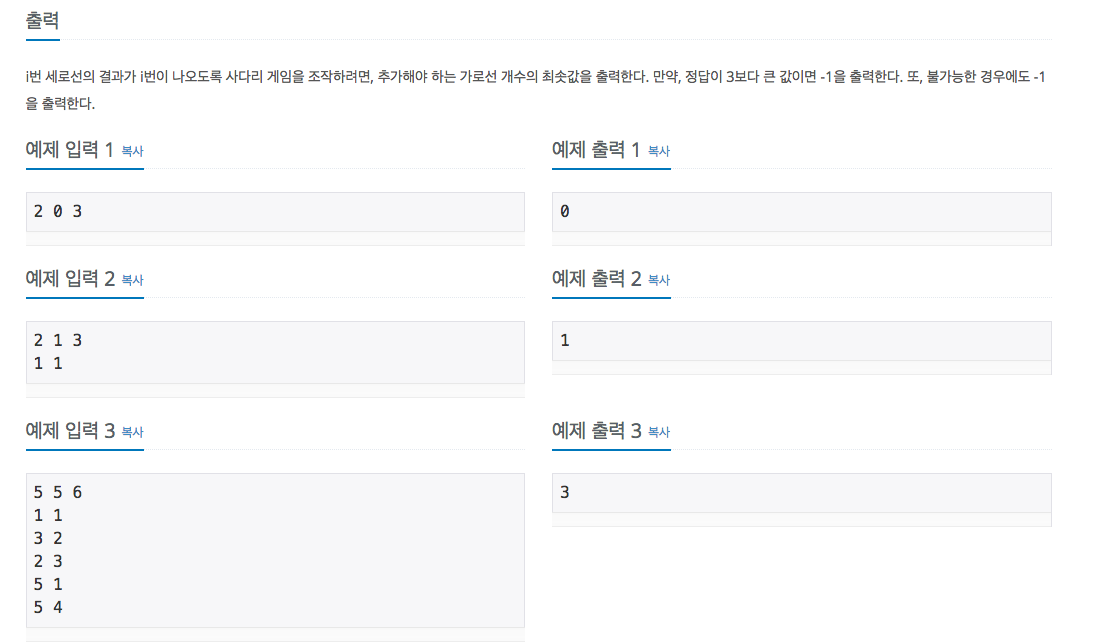 출력
i번 세로선의 결과가 i번이 나오도록 사다리 게임을 조작하려면, 추가해야 하는 가로선 개수의 최솟값을 출력한다. 만약, 정답이 3보다 큰 값이면 -1을 출력한다. 또, 불가능한 경우에도 -1
을 출력한다.
예제 입력 1 복사
2 0 3
예제 출력 1 복사
0
예제 입력 2 복사
2 1 3
1 1
예제 출력 2 복사
1
예제 입력 3 복사
5 5 6
1 1
3 2
2 3
5 1
5 4
예제 출력 3 복사
3